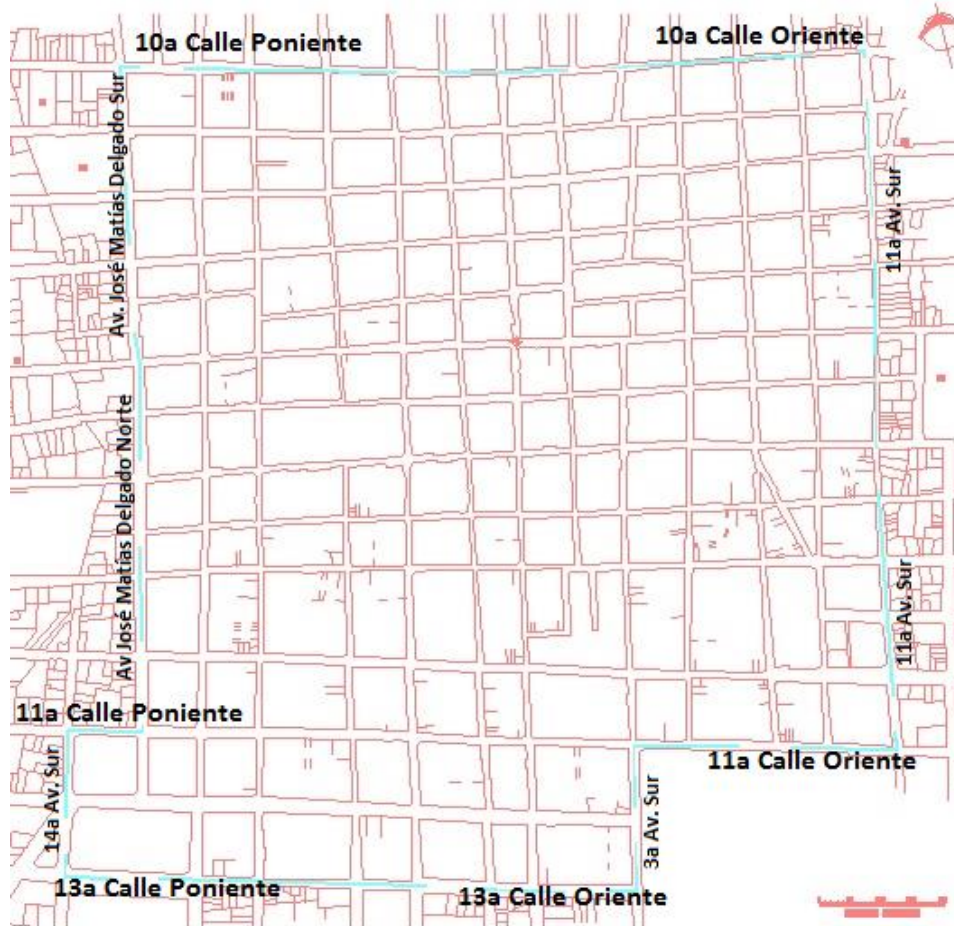 10a Calle Poniente
10a Calle Oriente
Av. José Matías Delgado Sur
11a Av. Sur
Av José Matías Delgado Norte
11a Av. Sur
11a Calle Poniente
11a Calle Oriente
14a Av. Sur
3a Av. Sur
13a Calle Poniente
13a Calle Oriente